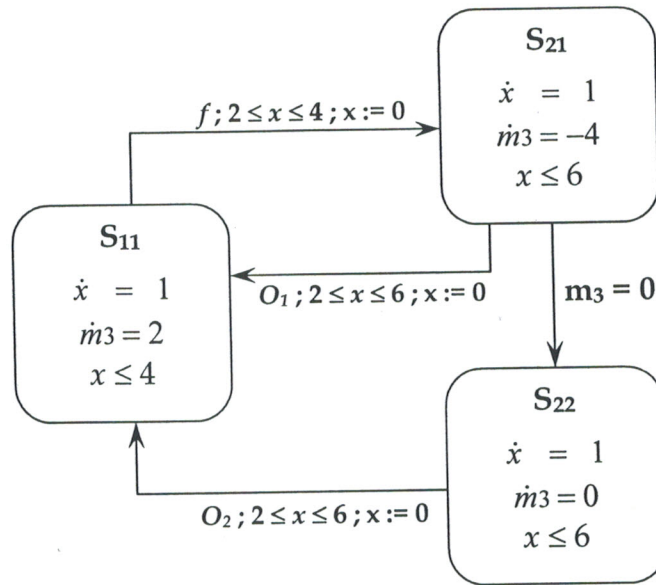 S₂₁
ẋ = 1
ṁ3 = −4
x ≤ 6
f ; 2 ≤ x ≤ 4 ; x := 0
S₁₁
ẋ = 1
ṁ3 = 2
x ≤ 4
O₁ ; 2 ≤ x ≤ 6 ; x := 0
m₃ = 0
S₂₂
ẋ = 1
ṁ3 = 0
x ≤ 6
O₂ ; 2 ≤ x ≤ 6 ; x := 0